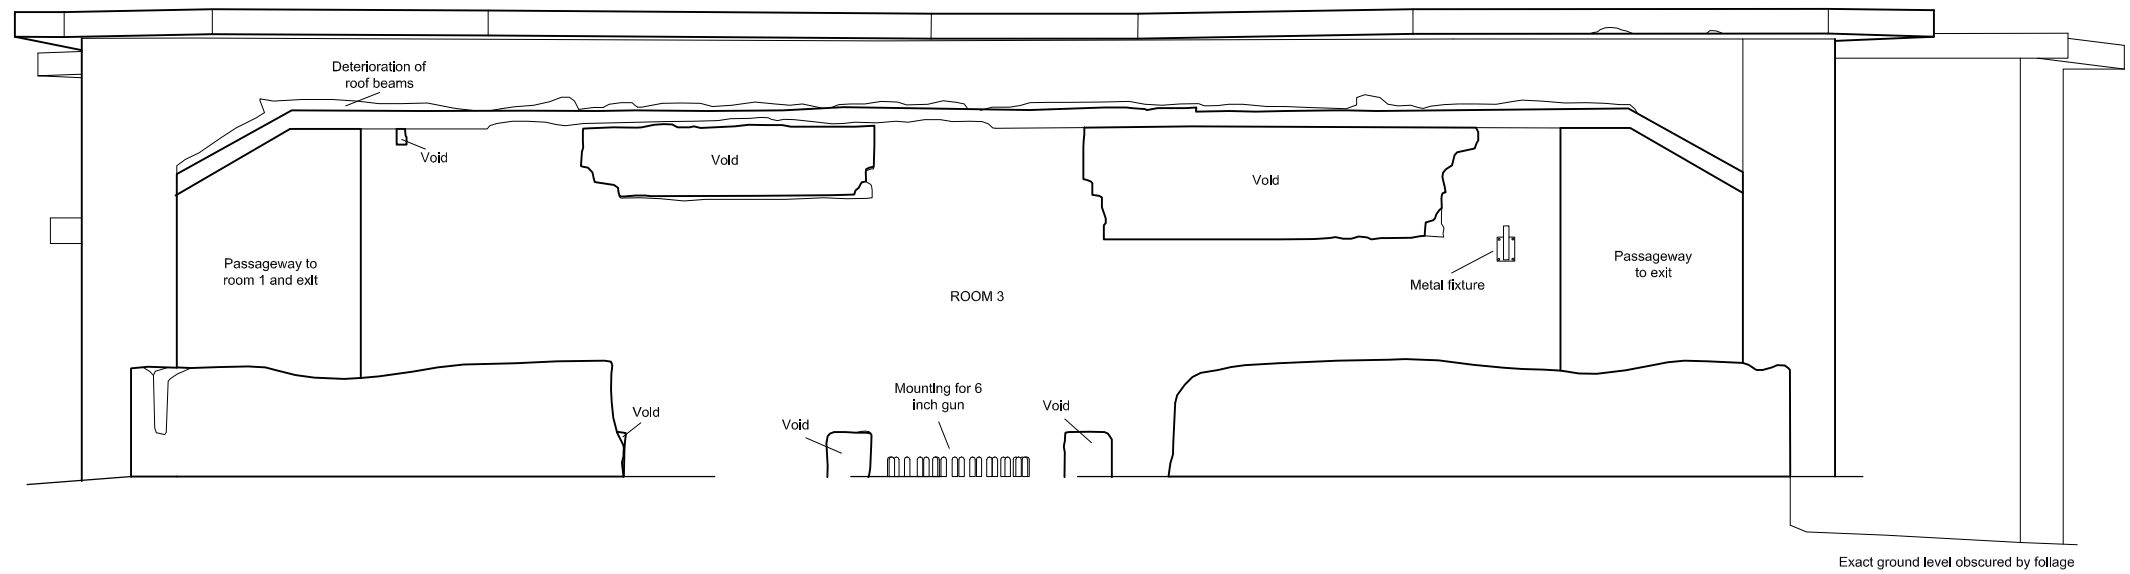 Deterioration of
roof beams
Void
Void
Void
Passageway to
room 1 and exit
Passageway
to exit
Metal fixture
ROOM 3
Mounting for 6
inch gun
Void
Void
Void
Exact ground level obscured by foliage